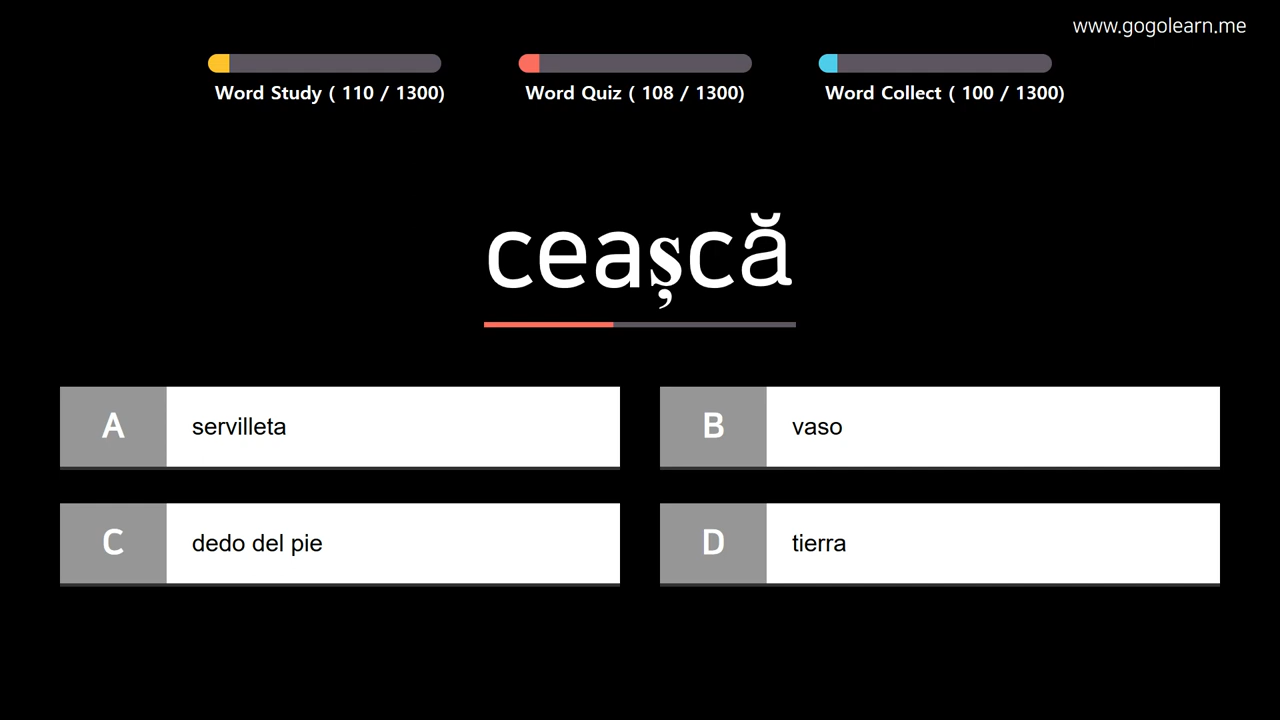 www.gogolearn.me
Word Study ( 110 / 1300)
Word Quiz ( 108 / 1300)
Word Collect ( 100 / 1300)
ceașcă
A servilleta
B vaso
C dedo del pie
D tierra